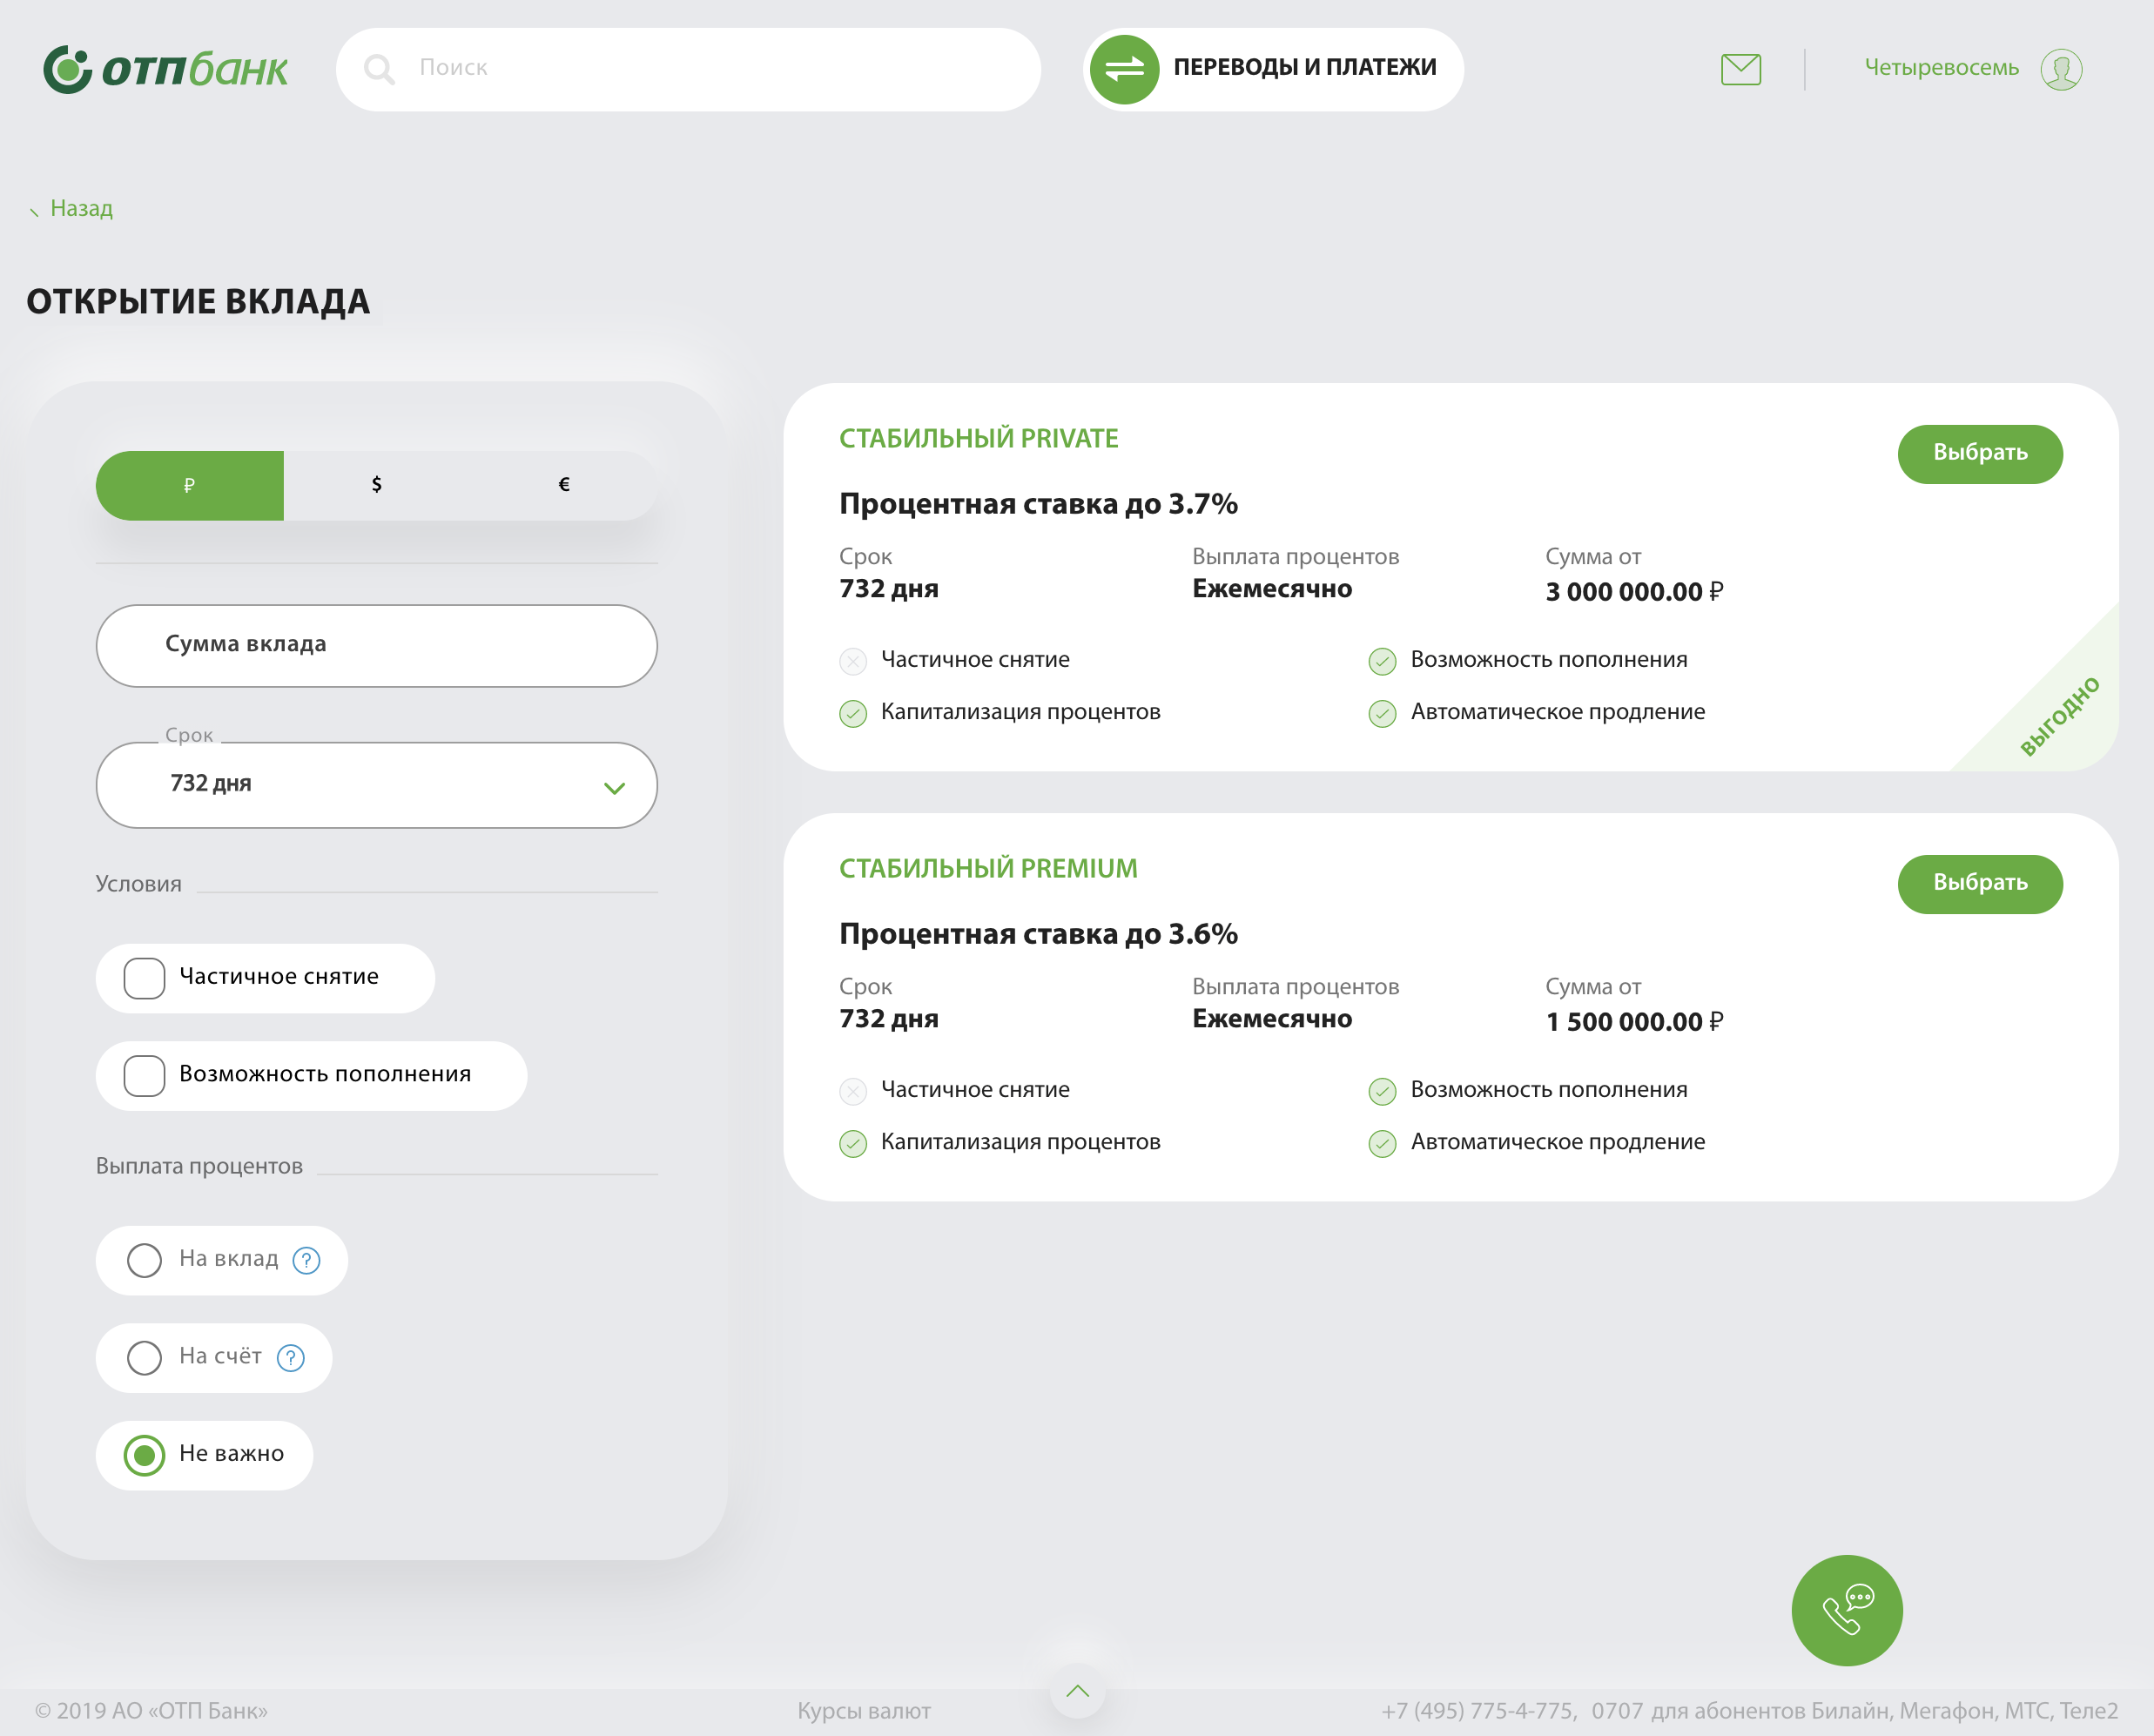 отпбанк
Поиск
ПЕРЕВОДЫ И ПЛАТЕЖИ
Четыревосемь
Назад
ОТКРЫТИЕ ВКЛАДА
₽ $ €
Сумма вклада
Срок
732 дня
Условия
Частичное снятие
Возможность пополнения
Выплата процентов
На вклад ?
На счёт ?
Не важно
СТАБИЛЬНЫЙ PRIVATE
Выбрать
Процентная ставка до 3.7%
Срок Выплата процентов Сумма от
732 дня Ежемесячно 3 000 000.00 ₽
Частичное снятие Возможность пополнения
Капитализация процентов Автоматическое продление
ВЫГОДНО
СТАБИЛЬНЫЙ PREMIUM
Выбрать
Процентная ставка до 3.6%
Срок Выплата процентов Сумма от
732 дня Ежемесячно 1 500 000.00 ₽
Частичное снятие Возможность пополнения
Капитализация процентов Автоматическое продление
© 2019 АО «ОТП Банк» Курсы валют +7 (495) 775-4-775, 0707 для абонентов Билайн, Мегафон, МТС, Теле2